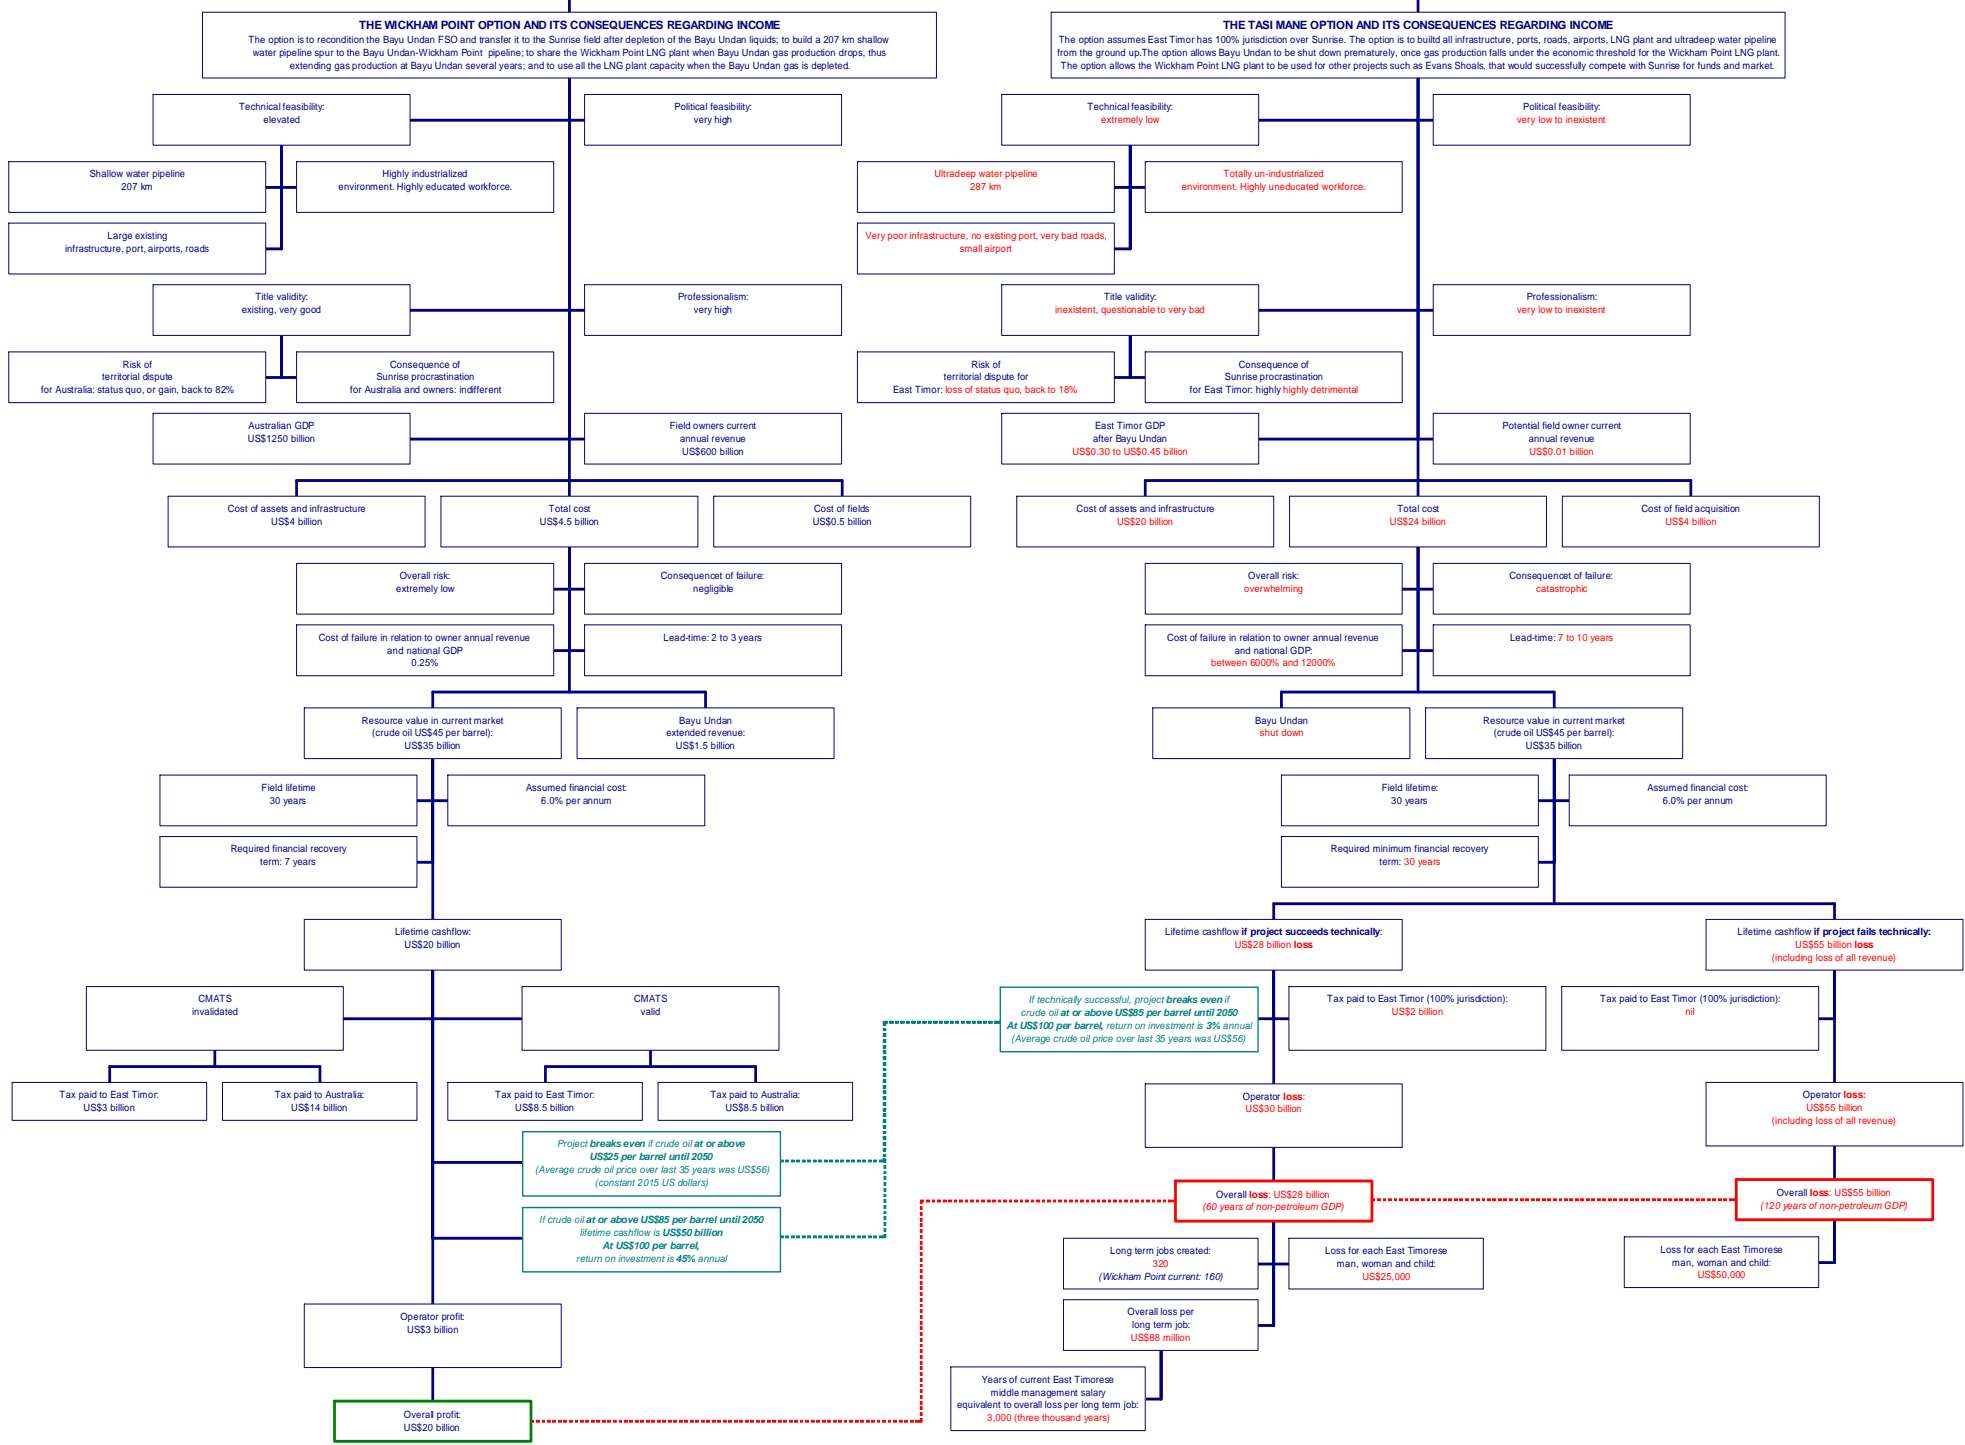 THE WICKHAM POINT OPTION AND ITS CONSEQUENCES REGARDING INCOME
The option is to recondition the Bayu Undan FSO and transfer it to the Sunrise field after depletion of the Bayu Undan liquids; to build a 207 km shallow
water pipeline spur to the Bayu Undan-Wickham Point pipeline; to share the Wickham Point LNG plant when Bayu Undan gas production drops, thus
extending gas production at Bayu Undan several years; and to use all the LNG plant capacity when the Bayu Undan gas is depleted.
Technical feasibility:
elevated
Political feasibility:
very high
Shallow water pipeline
207 km
Highly industrialized
environment. Highly educated workforce.
Large existing
infrastructure, port, airports, roads
Title validity:
existing, very good
Professionalism:
very high
Risk of
territorial dispute
for Australia: status quo, or gain, back to 82%
Consequence of
Sunrise procrastination
for Australia and owners: indifferent
Australian GDP
US$1250 billion
Field owners current
annual revenue
US$600 billion
Cost of assets and infrastructure
US$4 billion
Total cost
US$4.5 billion
Cost of fields
US$0.5 billion
Overall risk:
extremely low
Consequencet of failure:
negligible
Cost of failure in relation to owner annual revenue
and national GDP
0.25%
Lead-time: 2 to 3 years
Resource value in current market
(crude oil US$45 per barrel):
US$35 billion
Bayu Undan
extended revenue:
US$1.5 billion
Field lifetime
30 years
Assumed financial cost:
6.0% per annum
Required financial recovery
term: 7 years
Lifetime cashflow:
US$20 billion
CMATS
invalidated
CMATS
valid
Tax paid to East Timor:
US$3 billion
Tax paid to Australia:
US$14 billion
Tax paid to East Timor:
US$8.5 billion
Tax paid to Australia:
US$8.5 billion
Project breaks even if crude oil at or above
US$25 per barrel until 2050
(Average crude oil price over last 35 years was US$56)
(constant 2015 US dollars)
If crude oil at or above US$85 per barrel until 2050
lifetime cashflow is US$50 billion
At US$100 per barrel,
return on investment is 45% annual
Operator profit:
US$3 billion
Overall profit:
US$20 billion
THE TASI MANE OPTION AND ITS CONSEQUENCES REGARDING INCOME
The option assumes East Timor has 100% jurisdiction over Sunrise. The option is to builtd all infrastructure, ports, roads, airports, LNG plant and ultradeep water pipeline
from the ground up.The option allows Bayu Undan to be shut down prematurely, once gas production falls under the economic threshold for the Wickham Point LNG plant.
The option allows the Wickham Point LNG plant to be used for other projects such as Evans Shoals, that would successfully compete with Sunrise for funds and market.
Technical feasibility:
extremely low
Political feasibility:
very low to inexistent
Ultradeep water pipeline
287 km
Totally un-industrialized
environment. Highly uneducated workforce.
Very poor infrastructure, no existing port, very bad roads,
small airport
Title validity:
inexistent, questionable to very bad
Professionalism:
very low to inexistent
Risk of
territorial dispute for
East Timor: loss of status quo, back to 18%
Consequence of
Sunrise procrastination
for East Timor: highly highly detrimental
East Timor GDP
after Bayu Undan
US$0.30 to US$0.45 billion
Potential field owner current
annual revenue
US$0.01 billion
Cost of assets and infrastructure
US$20 billion
Total cost
US$24 billion
Cost of field acquisition
US$4 billion
Overall risk:
overwhelming
Consequencet of failure:
catastrophic
Cost of failure in relation to owner annual revenue
and national GDP:
between 6000% and 12000%
Lead-time: 7 to 10 years
Bayu Undan
shut down
Resource value in current market
(crude oil US$45 per barrel):
US$35 billion
Field lifetime:
30 years
Assumed financial cost:
6.0% per annum
Required minimum financial recovery
term: 30 years
Lifetime cashflow if project succeeds technically:
US$28 billion loss
Lifetime cashflow if project fails technically:
US$55 billion loss
(including loss of all revenue)
If technically successful, project breaks even if
crude oil at or above US$85 per barrel until 2050
At US$100 per barrel, return on investment is 3% annual
(Average crude oil price over last 35 years was US$56)
Tax paid to East Timor (100% jurisdiction):
US$2 billion
Tax paid to East Timor (100% jurisdiction):
nil
Operator loss:
US$30 billion
Operator loss:
US$55 billion
(including loss of all revenue)
Overall loss: US$28 billion
(60 years of non-petroleum GDP)
Overall loss: US$55 billion
(120 years of non-petroleum GDP)
Long term jobs created:
320
(Wickham Point current: 160)
Loss for each East Timorese
man, woman and child:
US$25,000
Loss for each East Timorese
man, woman and child:
US$50,000
Overall loss per
long term job:
US$88 million
Years of current East Timorese
middle management salary
equivalent to overall loss per long term job:
3,000 (three thousand years)